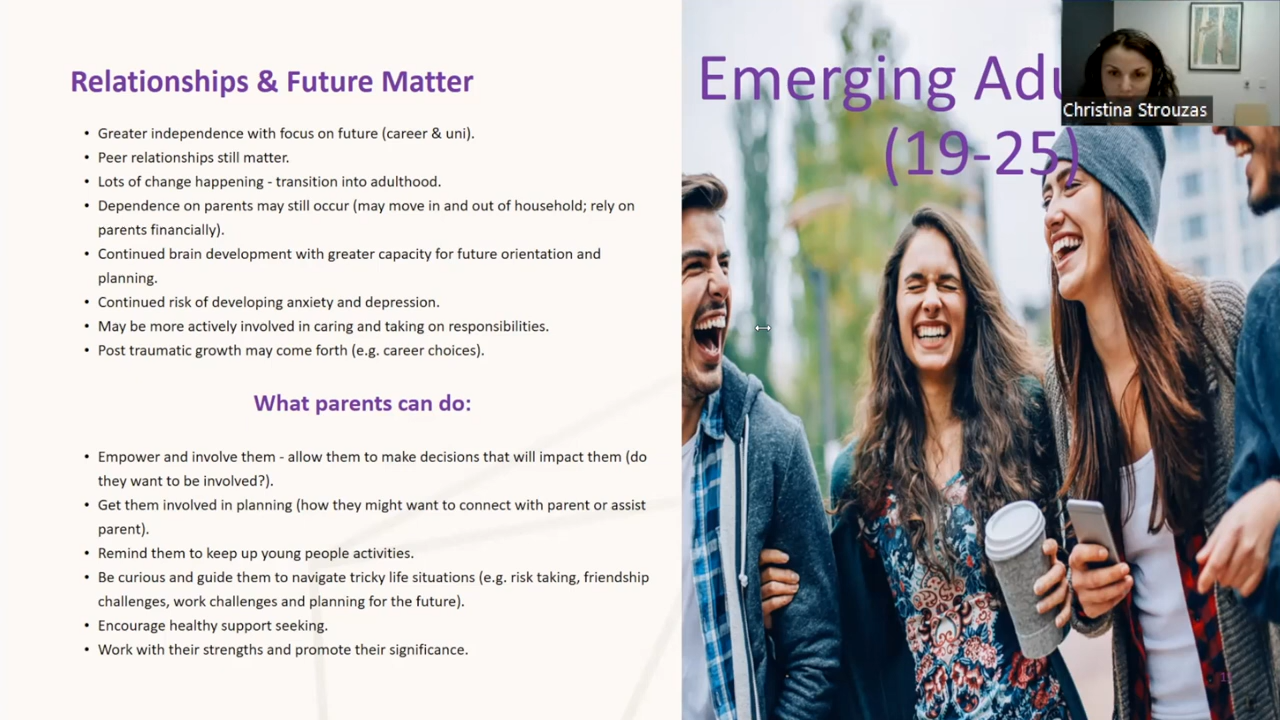 Relationships & Future Matter
• Greater independence with focus on future (career & uni).
• Peer relationships still matter.
• Lots of change happening - transition into adulthood.
• Dependence on parents may still occur (may move in and out of household; rely on
parents financially).
• Continued brain development with greater capacity for future orientation and
planning.
• Continued risk of developing anxiety and depression.
• May be more actively involved in caring and taking on responsibilities.
• Post traumatic growth may come forth (e.g. career choices).
What parents can do:
• Empower and involve them - allow them to make decisions that will impact them (do
they want to be involved?).
• Get them involved in planning (how they might want to connect with parent or assist
parent).
• Remind them to keep up young people activities.
• Be curious and guide them to navigate tricky life situations (e.g. risk taking, friendship
challenges, work challenges and planning for the future).
• Encourage healthy support seeking.
• Work with their strengths and promote their significance.
Emerging Adu
(19-25)
Christina Strouzas